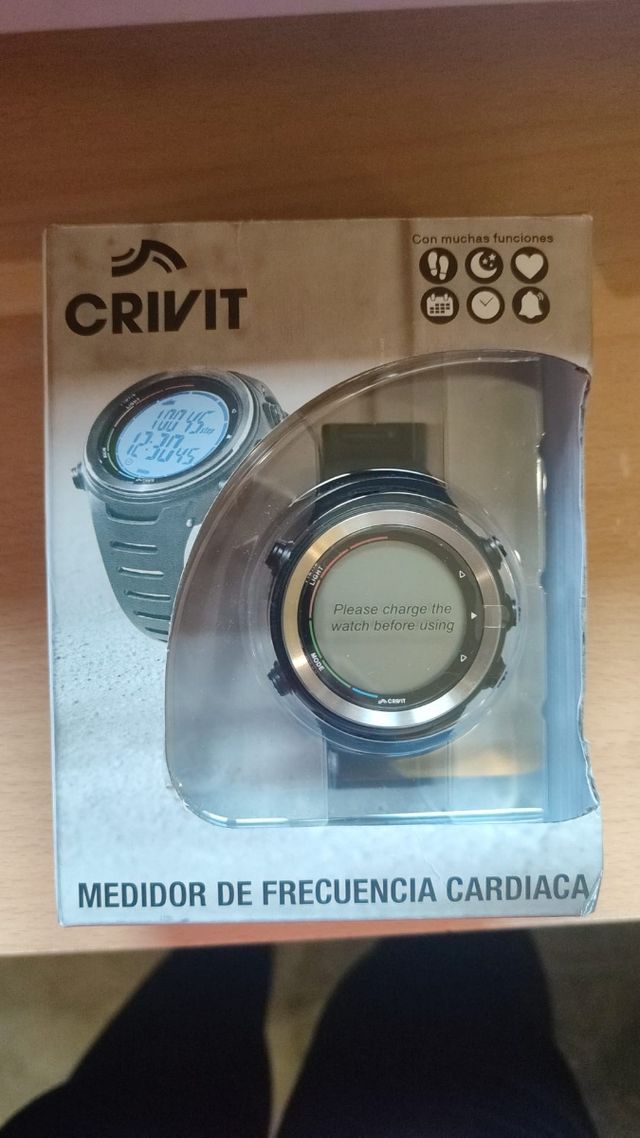 CRIVIT
Con muchas funciones
LIGHT
Please charge the
watch before using
MODE
CRIVIT
MEDIDOR DE FRECUENCIA CARDIACA